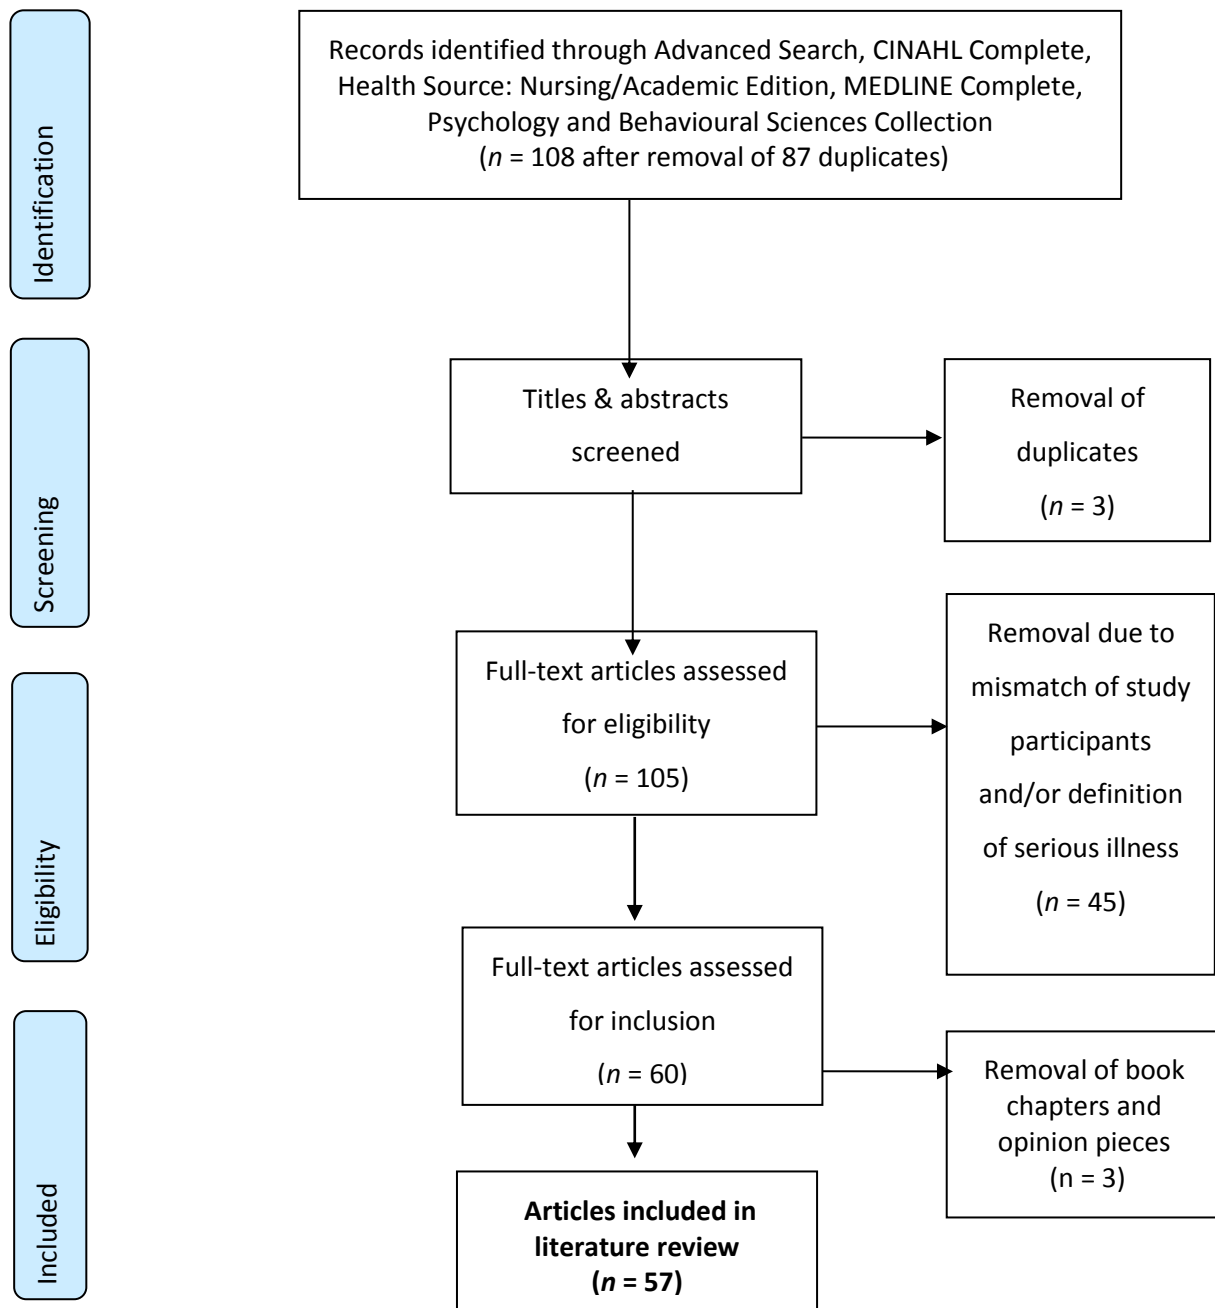 Identification
Records identified through Advanced Search, CINAHL Complete,
Health Source: Nursing/Academic Edition, MEDLINE Complete,
Psychology and Behavioural Sciences Collection
(n = 108 after removal of 87 duplicates)
Screening
Titles & abstracts
screened
Removal of
duplicates
(n = 3)
Eligibility
Full-text articles assessed
for eligibility
(n = 105)
Removal due to
mismatch of study
participants
and/or definition
of serious illness
(n = 45)
Full-text articles assessed
for inclusion
(n = 60)
Included
Removal of book
chapters and
opinion pieces
(n = 3)
Articles included in
literature review
(n = 57)